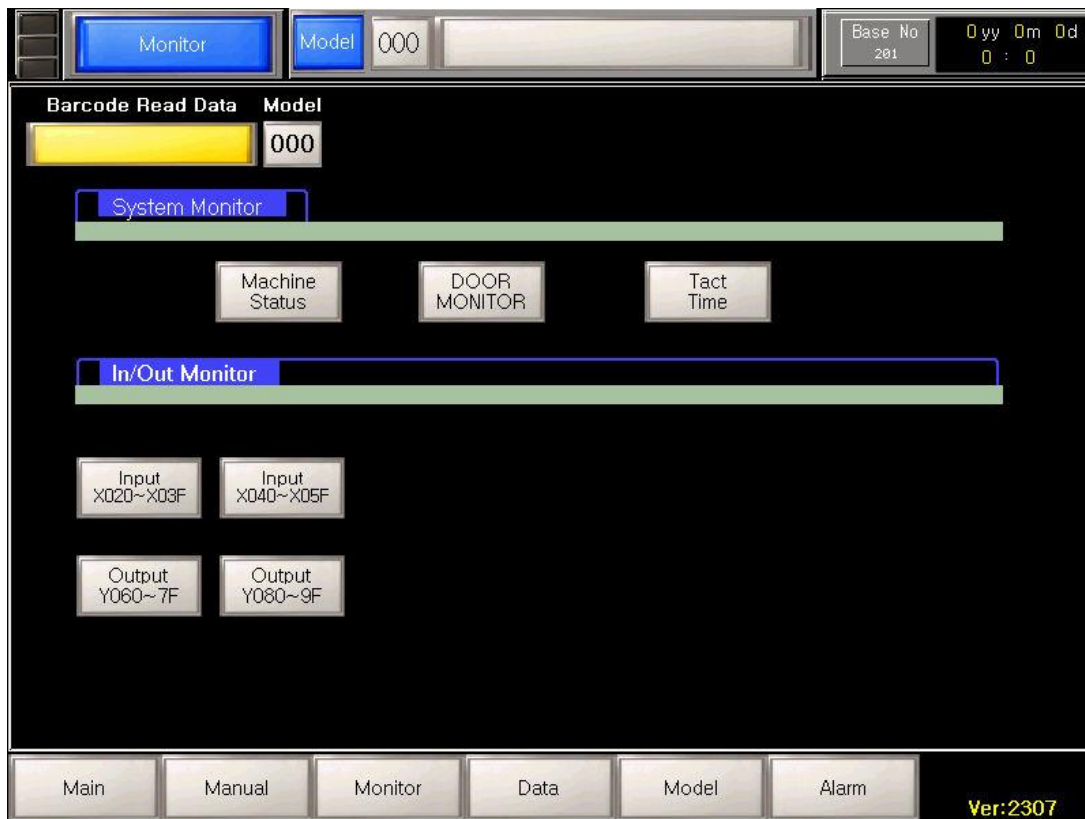 Monitor
Model 000
Base No
201
0 yy 0m 0d
0 : 0
Barcode Read Data Model
000
System Monitor
Machine
Status
DOOR
MONITOR
Tact
Time
In/Out Monitor
Input
X020~X03F
Input
X040~X05F
Output
Y060~7F
Output
Y080~9F
Main Manual Monitor Data Model Alarm
Ver:2307